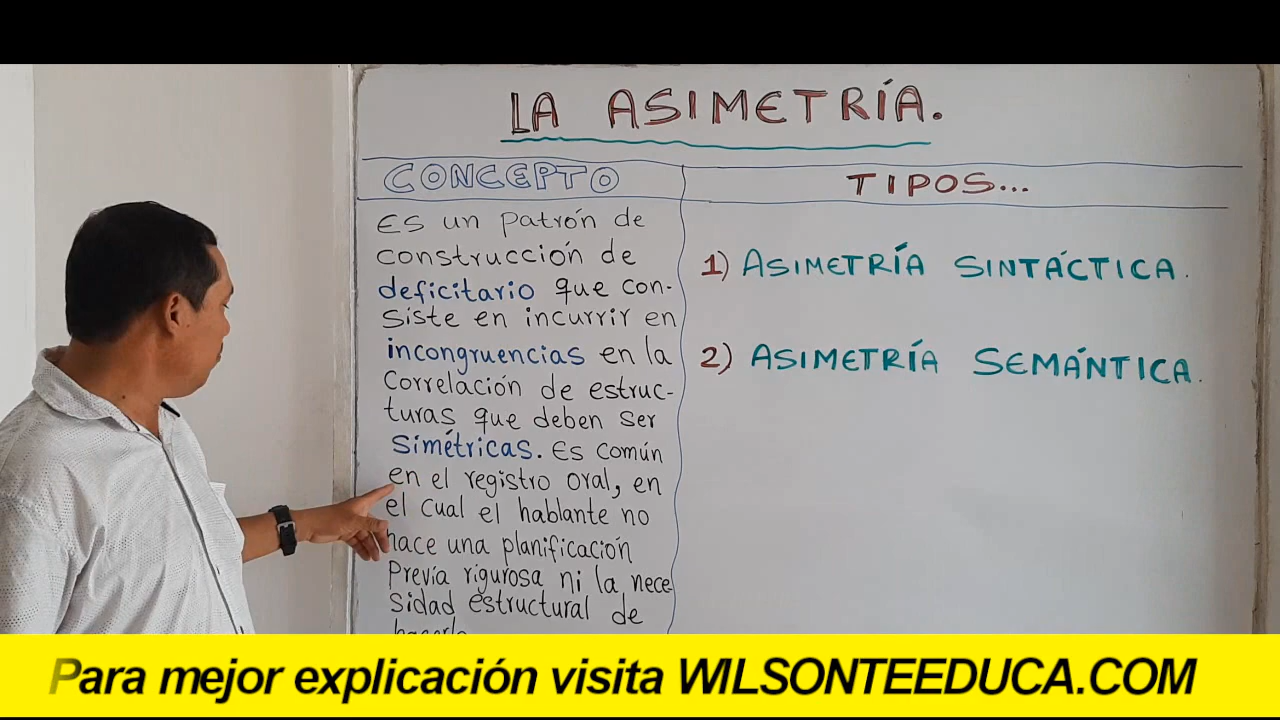 LA ASIMETRÍA.
CONCEPTO
Es un patrón de
construcción de
deficitario que con-
siste en incurrir en
incongruencias en la
correlación de estruc-
turas que deben ser
simétricas. Es común
en el registro oral, en
el cual el hablante no
hace una planificación
Previa rigurosa ni la nece
sidad estructural de
hacerlo
TIPOS...
1) ASIMETRÍA SINTÁCTICA.
2) ASIMETRÍA SEMÁNTICA.
Para mejor explicación visita WILSONTEEDUCA.COM